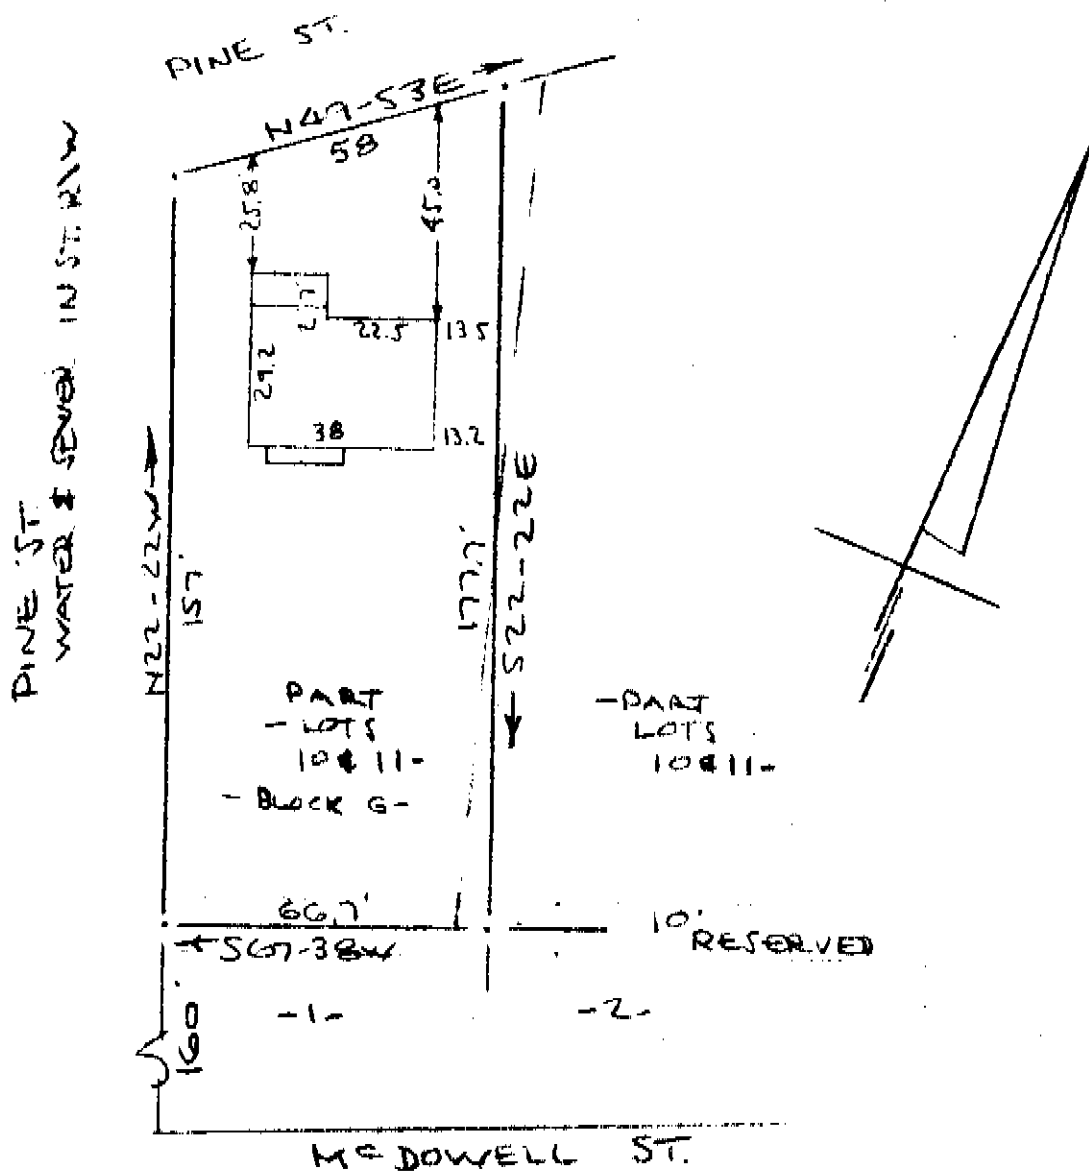 PINE ST.
N47-53E
58
PINE ST.
WATER & SEWER IN ST. R\W
25.8'
45.0
22.5
13.5
29.2
38
13.2
N22-22W
157'
177.7'
S22-22E
PART
- LOTS
10 & 11-
- BLOCK G-
-PART
LOTS
10 & 11-
66.7'
S67-38W
10'
RESERVED
160'
-1-
-2-
Mc DOWELL ST.